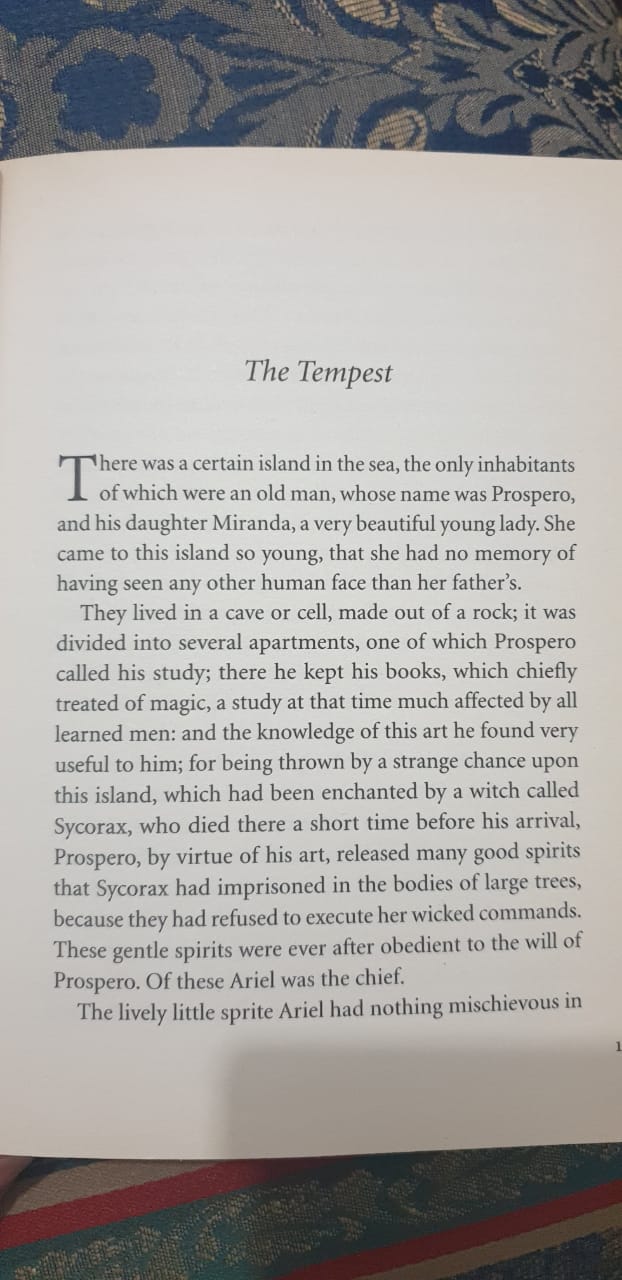 The Tempest
There was a certain island in the sea, the only inhabitants
of which were an old man, whose name was Prospero,
and his daughter Miranda, a very beautiful young lady. She
came to this island so young, that she had no memory of
having seen any other human face than her father's.
They lived in a cave or cell, made out of a rock; it was
divided into several apartments, one of which Prospero
called his study; there he kept his books, which chiefly
treated of magic, a study at that time much affected by all
learned men: and the knowledge of this art he found very
useful to him; for being thrown by a strange chance upon
this island, which had been enchanted by a witch called
Sycorax, who died there a short time before his arrival,
Prospero, by virtue of his art, released many good spirits
that Sycorax had imprisoned in the bodies of large trees,
because they had refused to execute her wicked commands.
These gentle spirits were ever after obedient to the will of
Prospero. Of these Ariel was the chief.
The lively little sprite Ariel had nothing mischievous in
1